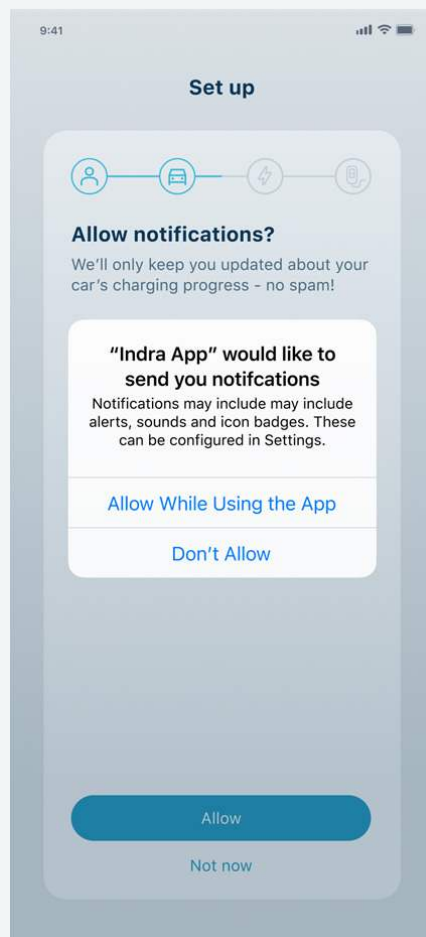 9:41
Set up
Allow notifications?
We'll only keep you updated about your
car's charging progress - no spam!
“Indra App” would like to
send you notifcations
Notifications may include may include
alerts, sounds and icon badges. These
can be configured in Settings.
Allow While Using the App
Don't Allow
Allow
Not now